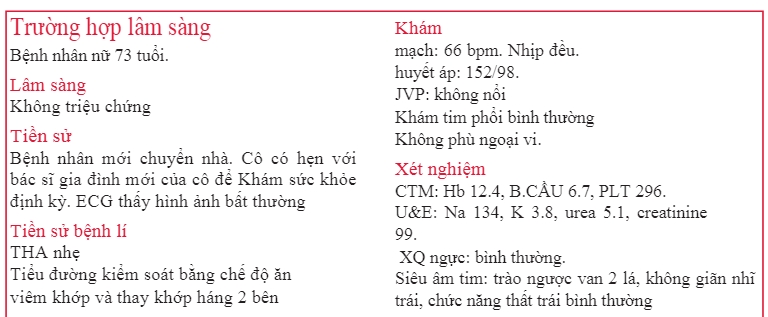 Trường hợp lâm sàng
Bệnh nhân nữ 73 tuổi.
Lâm sàng
Không triệu chứng
Tiền sử
Bệnh nhân mới chuyển nhà. Cô có hẹn với
bác sĩ gia đình mới của cô để Khám sức khỏe
định kỳ. ECG thấy hình ảnh bất thường
Tiền sử bệnh lí
THA nhẹ
Tiểu đường kiểm soát bằng chế độ ăn
viêm khớp và thay khớp háng 2 bên
Khám
mạch: 66 bpm. Nhịp đều.
huyết áp: 152/98.
JVP: không nổi
Khám tim phổi bình thường
Không phù ngoại vi.
Xét nghiệm
CTM: Hb 12.4, B.CẦU 6.7, PLT 296.
U&E: Na 134, K 3.8, urea 5.1, creatinine
99.
XQ ngực: bình thường.
Siêu âm tim: trào ngược van 2 lá, không giãn nhĩ
trái, chức năng thất trái bình thường